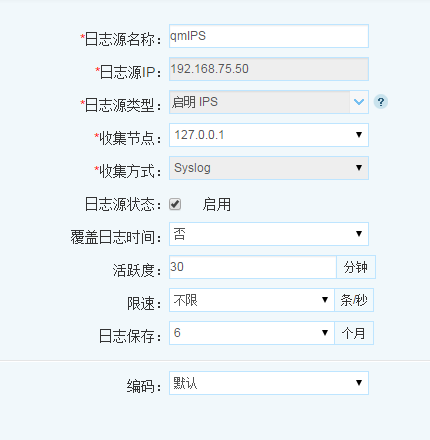 *日志源名称： qmIPS
*日志源IP： 192.168.75.50
*日志源类型： 启明 IPS ?
*收集节点： 127.0.0.1
*收集方式： Syslog
日志源状态： 启用
覆盖日志时间： 否
活跃度： 30 分钟
限速： 不限 条/秒
日志保存： 6 个月
编码： 默认